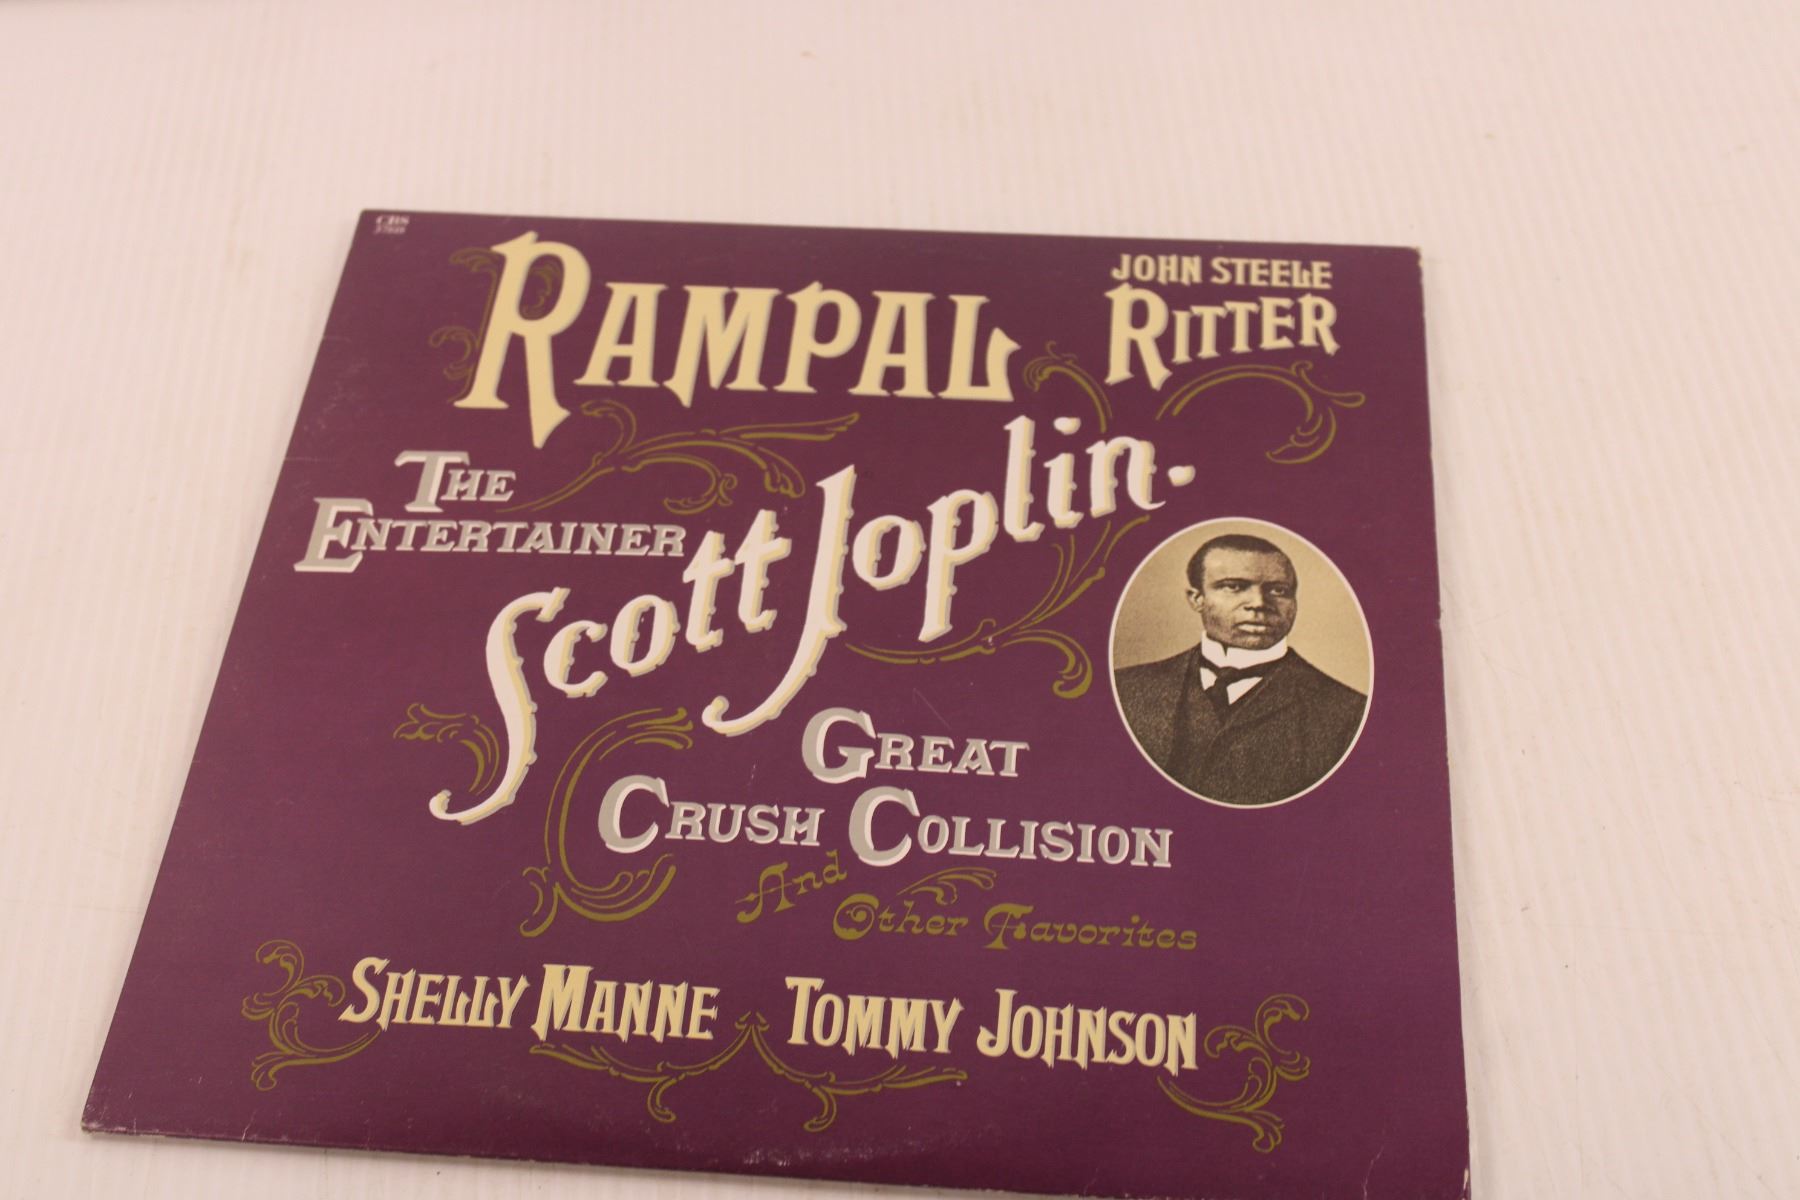 CBS
RAMPAL
JOHN STEELE
RITTER
THE
ENTERTAINER
Scott Joplin.
GREAT
CRUSH COLLISION
And
Other Favorites
SHELLY MANNE TOMMY JOHNSON